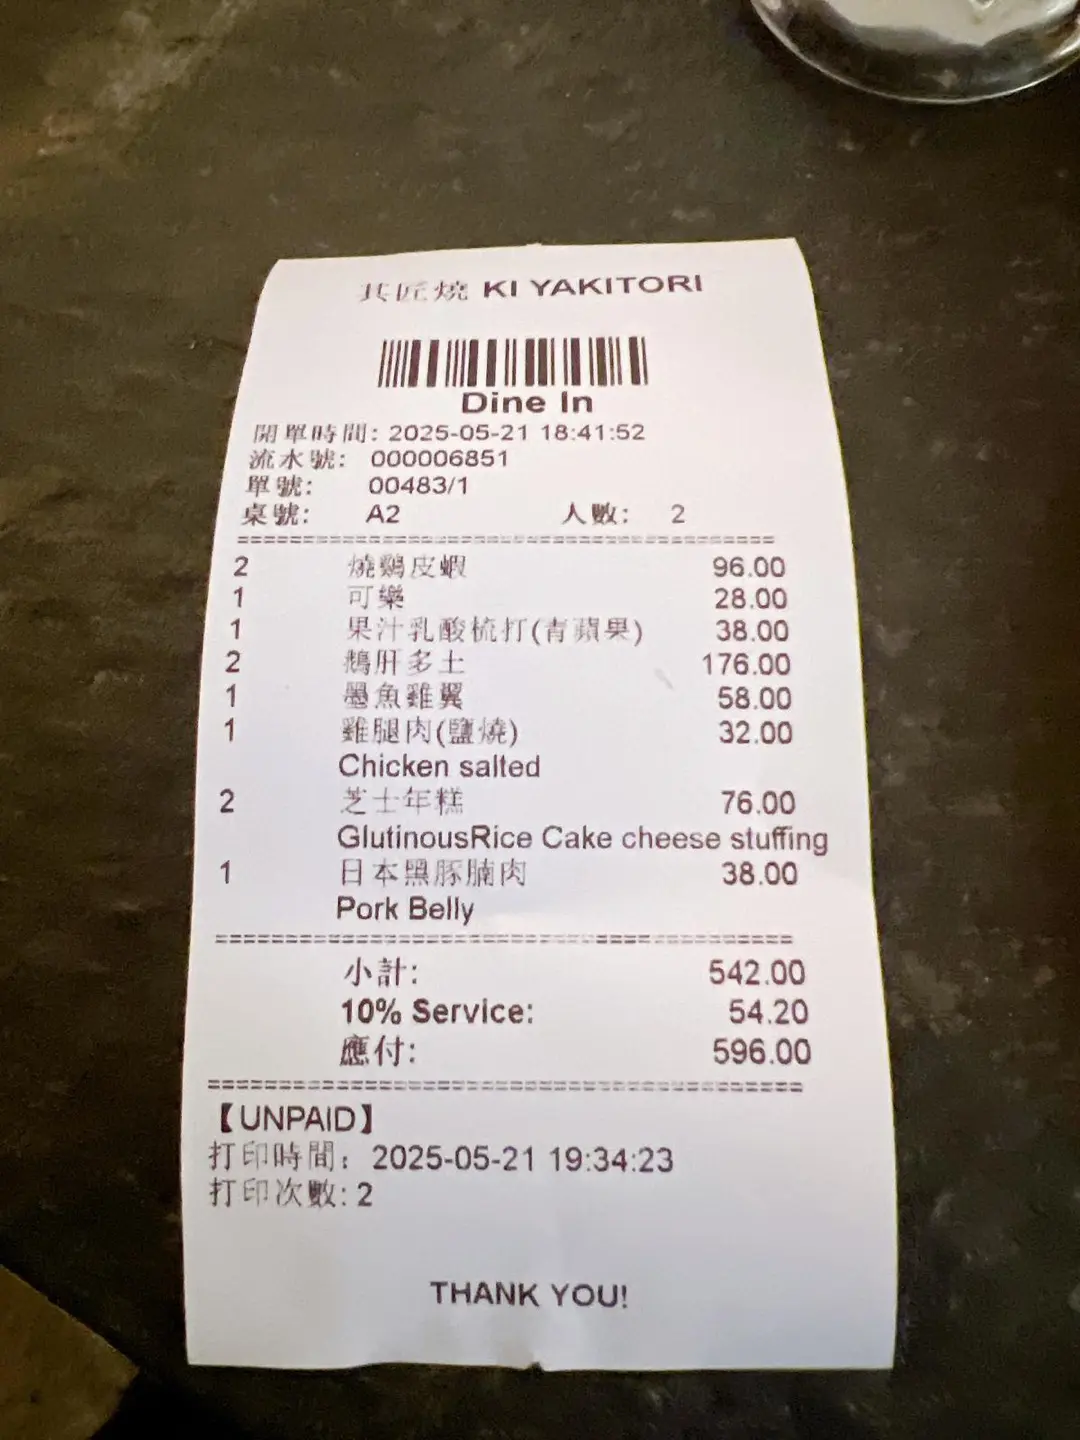 共匠燒 KI YAKITORI
Dine In
開單時間: 2025-05-21 18:41:52
流水號: 000006851
單號: 00483/1
桌號: A2 人數: 2
2 燒鷄皮蝦 96.00
1 可樂 28.00
1 果汁乳酸梳打(青蘋果) 38.00
2 鵝肝多士 176.00
1 墨魚雞翼 58.00
1 雞腿肉(鹽燒) 32.00
Chicken salted
2 芝士年糕 76.00
GlutinousRice Cake cheese stuffing
1 日本黑豚腩肉 38.00
Pork Belly
小計: 542.00
10% Service: 54.20
應付: 596.00
【UNPAID】
打印時間: 2025-05-21 19:34:23
打印次數: 2
THANK YOU!